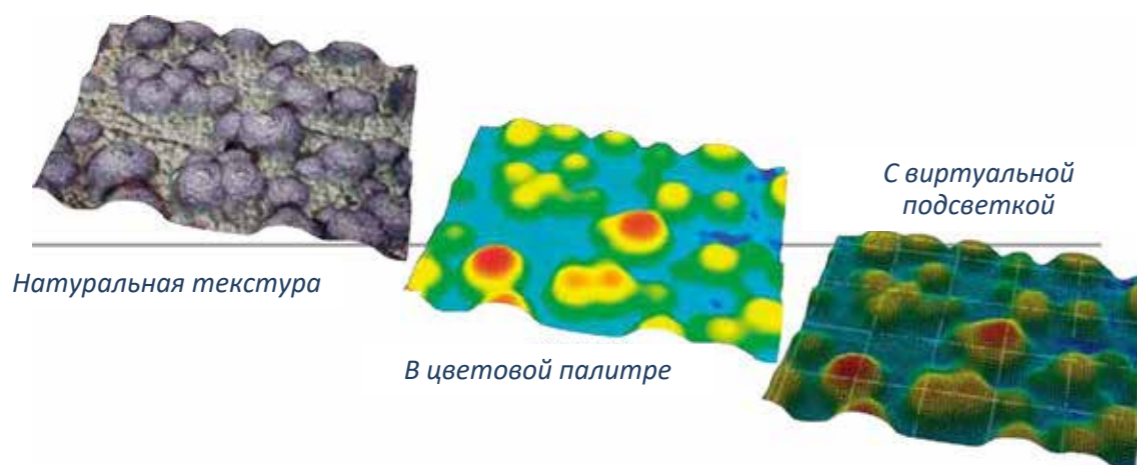 С виртуальной
подсветкой
Натуральная текстура
В цветовой палитре